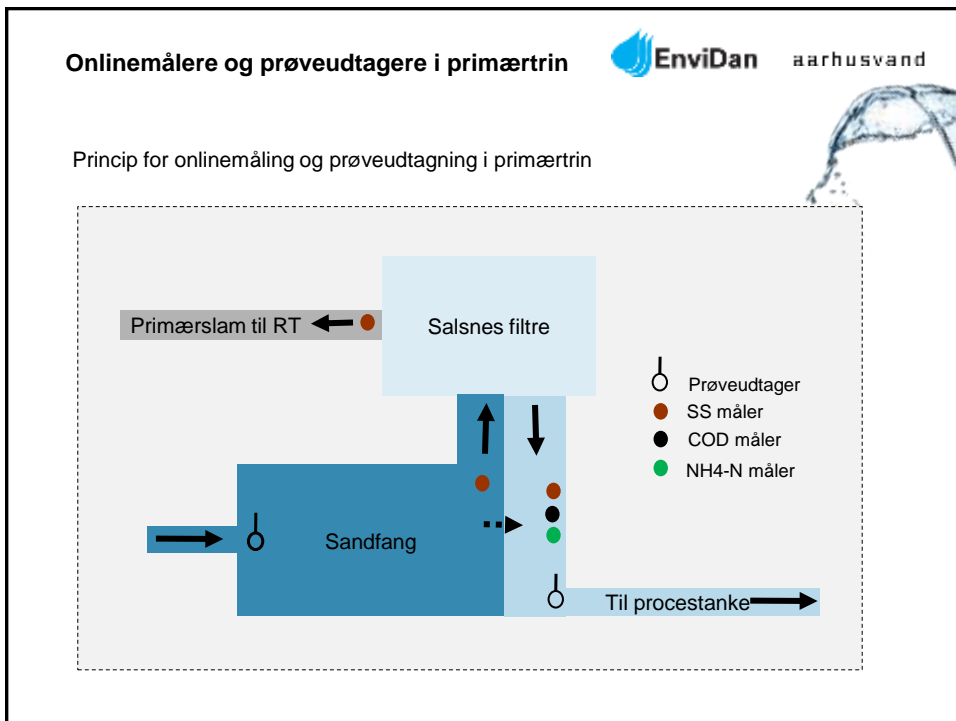 Onlinemålere og prøveudtagere i primærtrin
EnviDan
aarhusvand
Princip for onlinemåling og prøveudtagning i primærtrin
Primærslam til RT
Salsnes filtre
Prøveudtager
SS måler
COD måler
NH4-N måler
Sandfang
Til procestanke